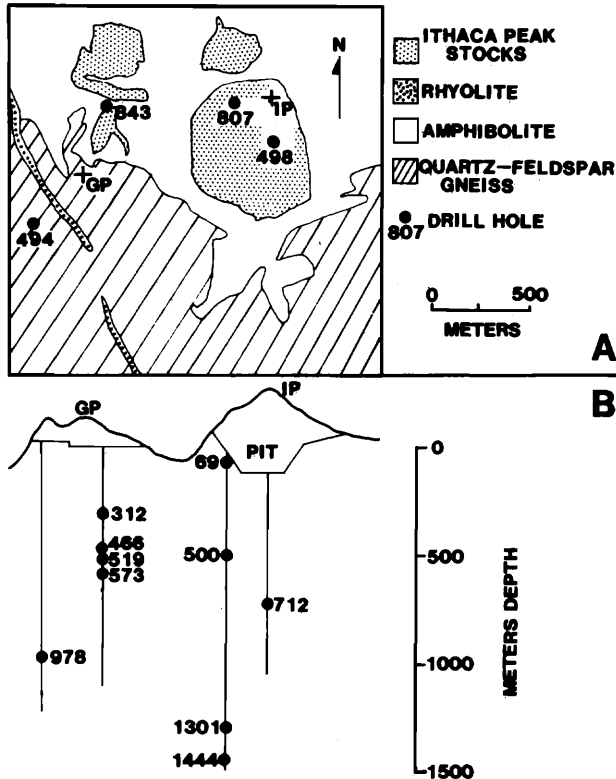 N
843
807
IP
498
GP
494
ITHACA PEAK
STOCKS
RHYOLITE
AMPHIBOLITE
QUARTZ-FELDSPAR
GNEISS
807
DRILL HOLE
0 500
METERS
A
B
GP
IP
PIT
69
312
466
519
573
500
712
978
1301
1444
0
500
1000
1500
METERS DEPTH